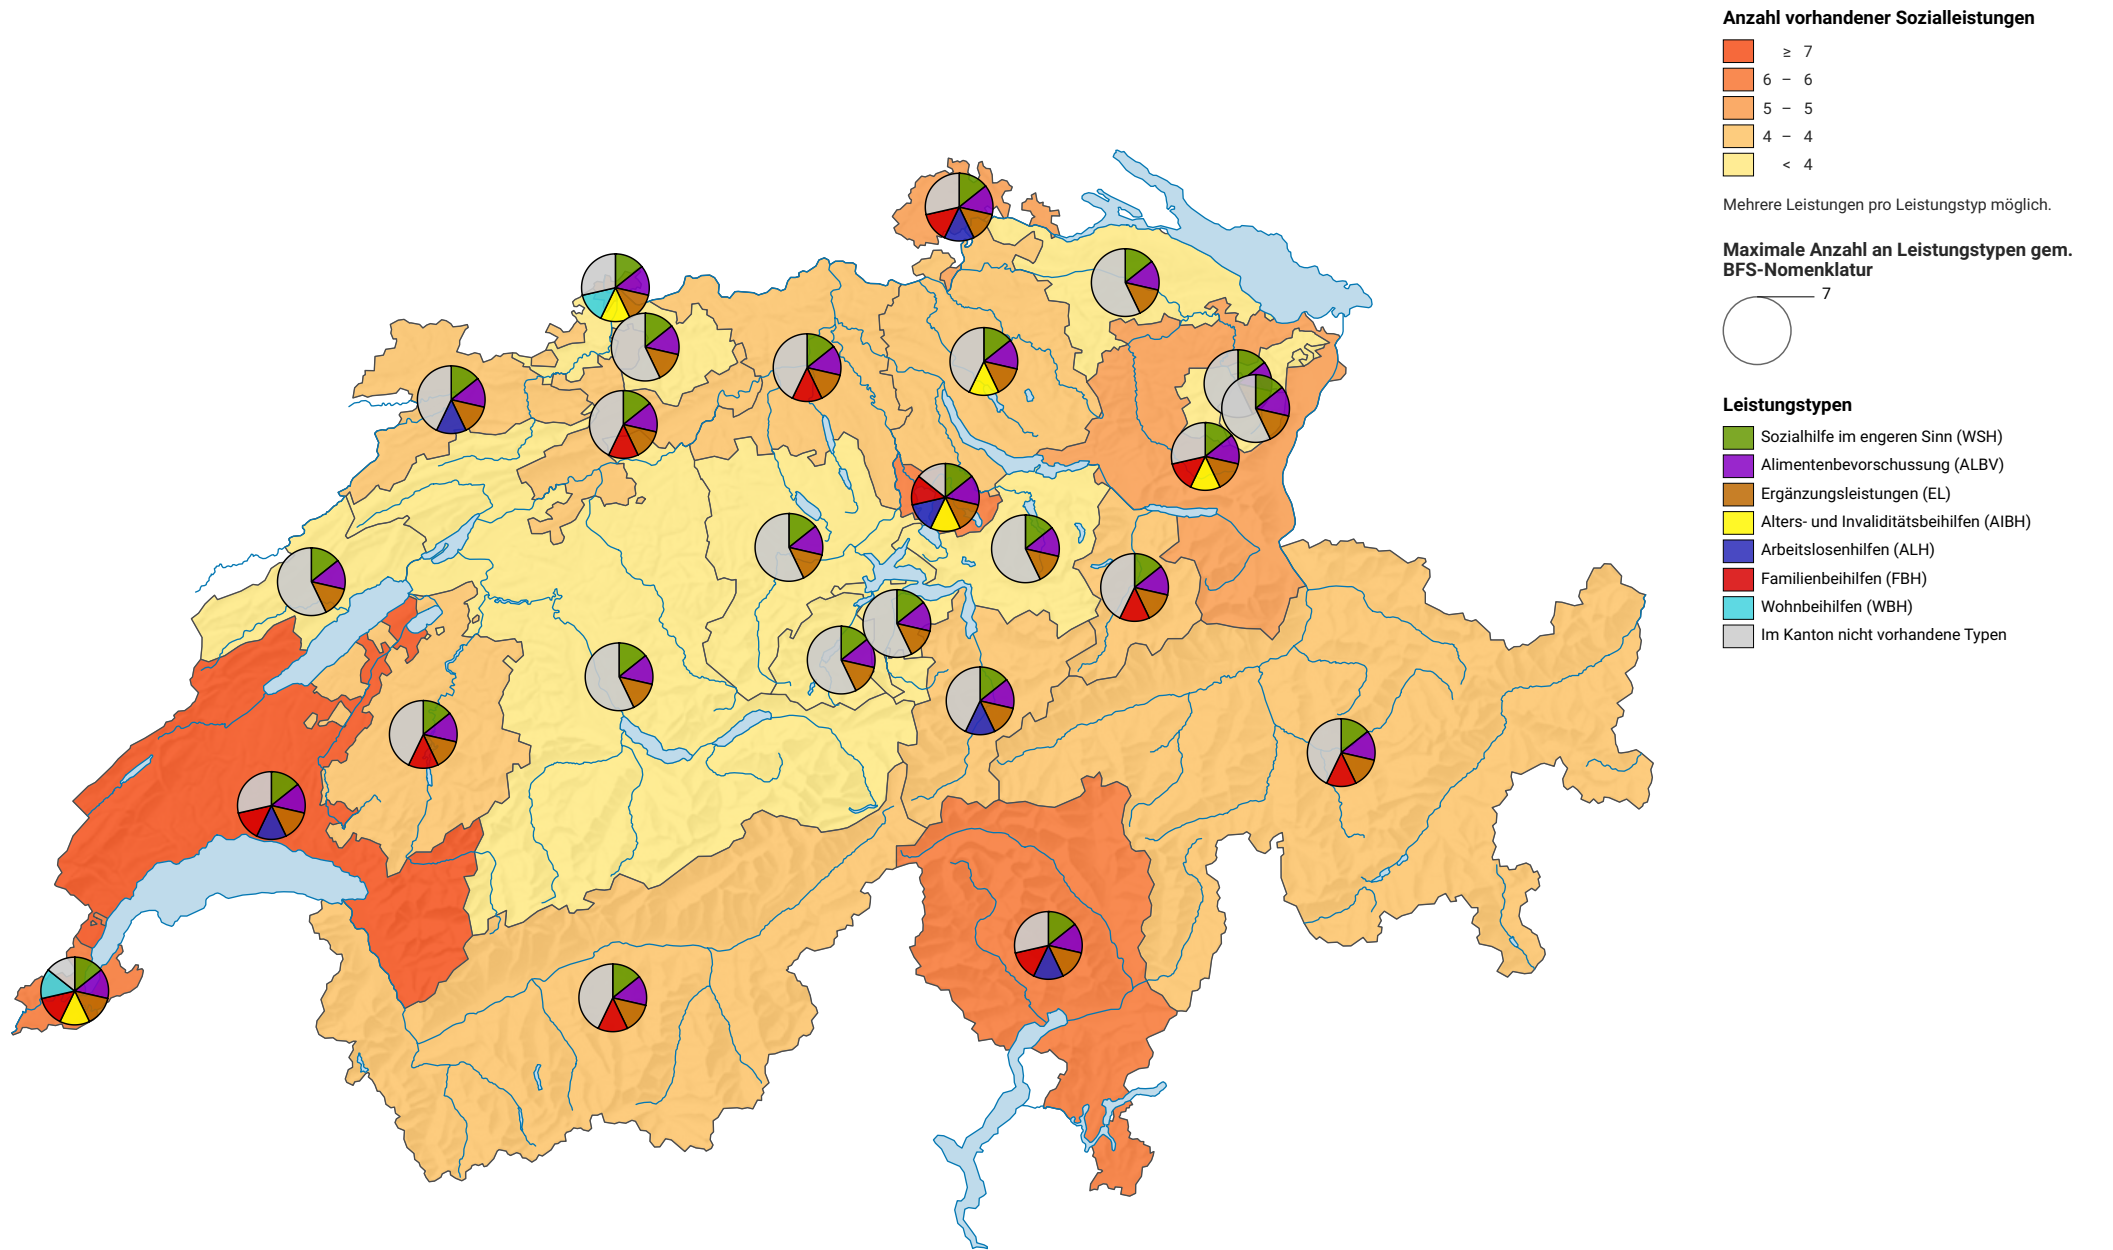 Anzahl vorhandener Sozialleistungen
≥ 7
6 – 6
5 – 5
4 – 4
< 4
Mehrere Leistungen pro Leistungstyp möglich.
Maximale Anzahl an Leistungstypen gem.
BFS-Nomenklatur
7
Leistungstypen
Sozialhilfe im engeren Sinn (WSH)
Alimentenbevorschussung (ALBV)
Ergänzungsleistungen (EL)
Alters- und Invaliditätsbeihilfen (AIBH)
Arbeitslosenhilfen (ALH)
Familienbeihilfen (FBH)
Wohnbeihilfen (WBH)
Im Kanton nicht vorhandene Typen